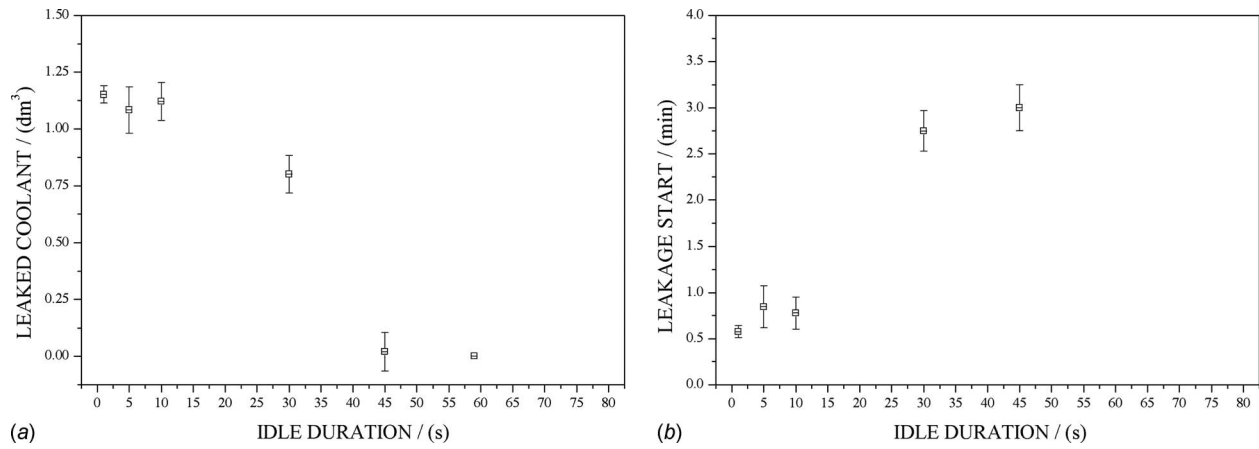 1.50
1.25
1.00
0.75
0.50
0.25
0.00
LEAKED COOLANT / (dm³)
0 5 10 15 20 25 30 35 40 45 50 55 60 65 70 75 80
IDLE DURATION / (s)
(a)
4.0
3.5
3.0
2.5
2.0
1.5
1.0
0.5
0.0
LEAKAGE START / (min)
0 5 10 15 20 25 30 35 40 45 50 55 60 65 70 75 80
IDLE DURATION / (s)
(b)